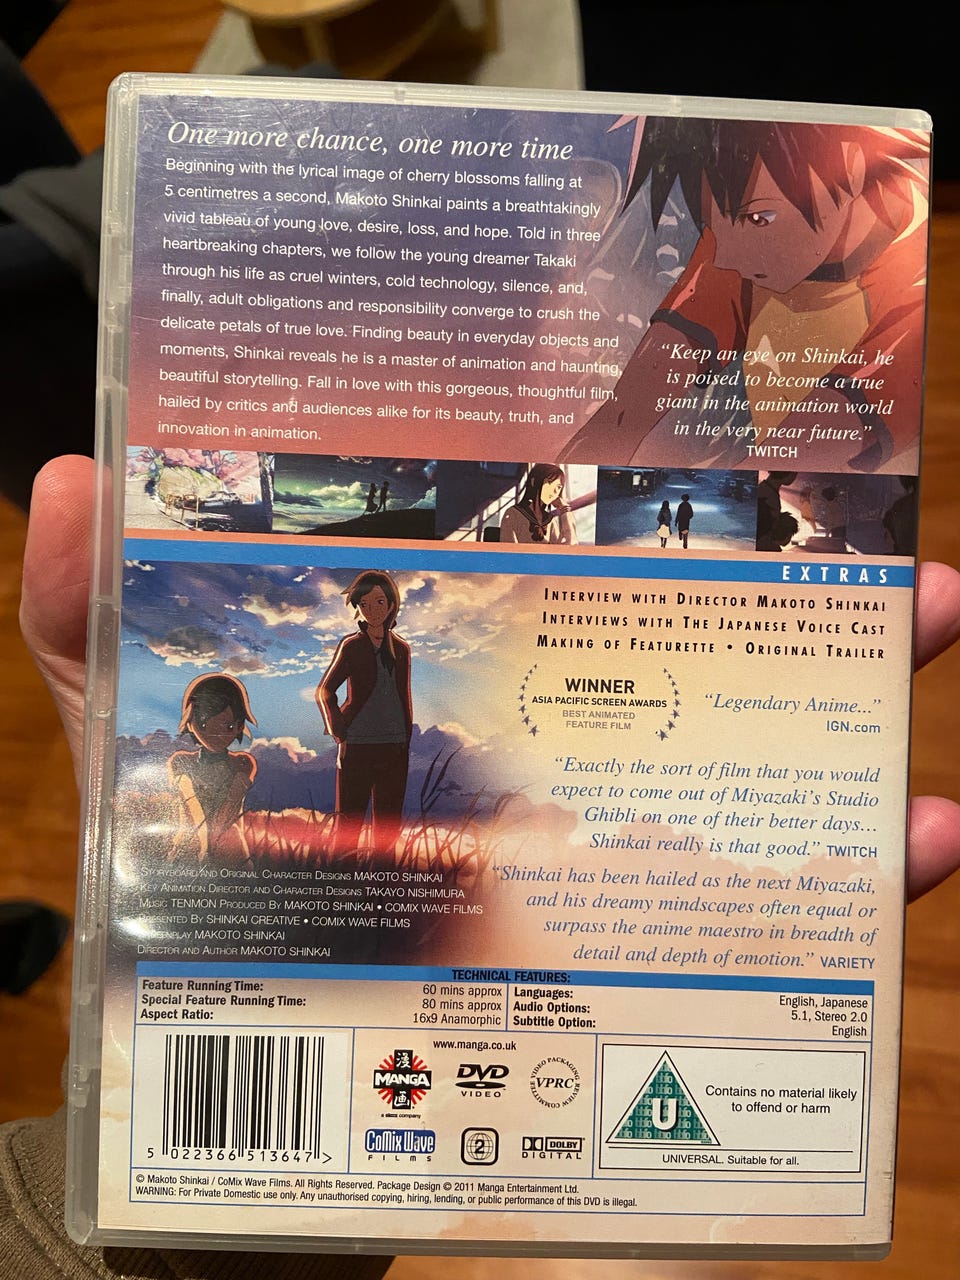 One more chance, one more time
Beginning with the lyrical image of cherry blossoms falling at
5 centimetres a second, Makoto Shinkai paints a breathtakingly
vivid tableau of young love, desire, loss, and hope. Told in three
heartbreaking chapters, we follow the young dreamer Takaki
through his life as cruel winters, cold technology, silence, and,
finally, adult obligations and responsibility converge to crush the
delicate petals of true love. Finding beauty in everyday objects and
moments, Shinkai reveals he is a master of animation and haunting,
beautiful storytelling. Fall in love with this gorgeous, thoughtful film,
hailed by critics and audiences alike for its beauty, truth, and
innovation in animation.
“Keep an eye on Shinkai, he
is poised to become a true
giant in the animation world
in the very near future.”
TWITCH
EXTRAS
INTERVIEW WITH DIRECTOR MAKOTO SHINKAI
INTERVIEWS WITH THE JAPANESE VOICE CAST
MAKING OF FEATURETTE • ORIGINAL TRAILER
WINNER
ASIA PACIFIC SCREEN AWARDS
BEST ANIMATED
FEATURE FILM
“Legendary Anime...”
IGN.com
“Exactly the sort of film that you would
expect to come out of Miyazaki's Studio
Ghibli on one of their better days...
Shinkai really is that good.” TWITCH
“Shinkai has been hailed as the next Miyazaki,
and his dreamy mindscapes often equal or
surpass the anime maestro in breadth of
detail and depth of emotion.” VARIETY
STORYBOARD AND ORIGINAL CHARACTER DESIGNS MAKOTO SHINKAI
KEY ANIMATION DIRECTOR AND CHARACTER DESIGNS TAKAYO NISHIMURA
MUSIC TENMON PRODUCED BY MAKOTO SHINKAI • COMIX WAVE FILMS
PRESENTED BY SHINKAI CREATIVE • COMIX WAVE FILMS
SCREENPLAY MAKOTO SHINKAI
DIRECTOR AND AUTHOR MAKOTO SHINKAI
TECHNICAL FEATURES:
Feature Running Time: 60 mins approx
Special Feature Running Time: 80 mins approx
Aspect Ratio: 16x9 Anamorphic
Languages: English, Japanese
Audio Options: 5.1, Stereo 2.0
Subtitle Option: English
5 022366 513647 >
www.manga.co.uk
漫
MANGA
画
DVD
VIDEO
VIDEO PACKAGING REVIEW COMMITTEE
VPRC
CoMix Wave
FILMS
2
DOLBY
DIGITAL
U
Contains no material likely
to offend or harm
UNIVERSAL. Suitable for all.
© Makoto Shinkai / CoMix Wave Films. All Rights Reserved. Package Design © 2011 Manga Entertainment Ltd.
WARNING: For Private Domestic use only. Any unauthorised copying, hiring, lending, or public performance of this DVD is illegal.